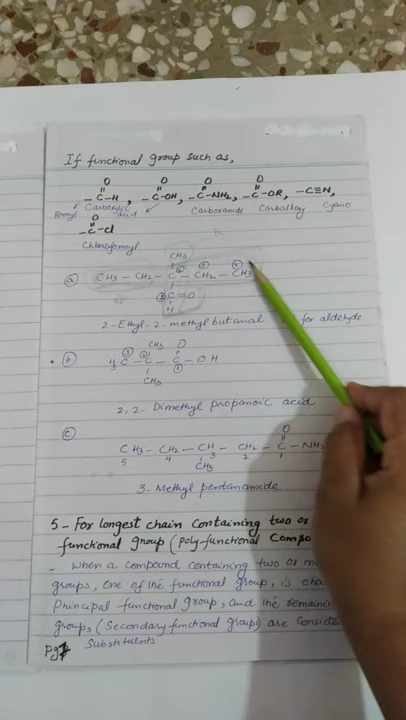 If functional group such as,
O O O O
-C-H, -C-OH, -C-NH2, -C-OR, -C≡N,
Formyl Carboxylic acid Carboxamide Carbalkoxy Cyano
O
-C-Cl
Chloroformyl
CH3
(a) CH3 - CH2 - C - CH2 - CH3
C = O
H
2-Ethyl-2-methyl butanal for aldehyde
CH3 O
(b) H3C - C - C - OH
CH3
2, 2- Dimethyl propanoic acid
(c)
O
CH3 - CH2 - CH - CH2 - C - NH2
5 4 3 2 1
CH3
3-Methyl pentanamide
5- For longest chain Containing two or
functional group (Poly-functional Compo
- When a compound containing two or
groups, One of the functional group, is
Principal functional group, and the remaining
groups, (Secondary functional groups) are
Substituents